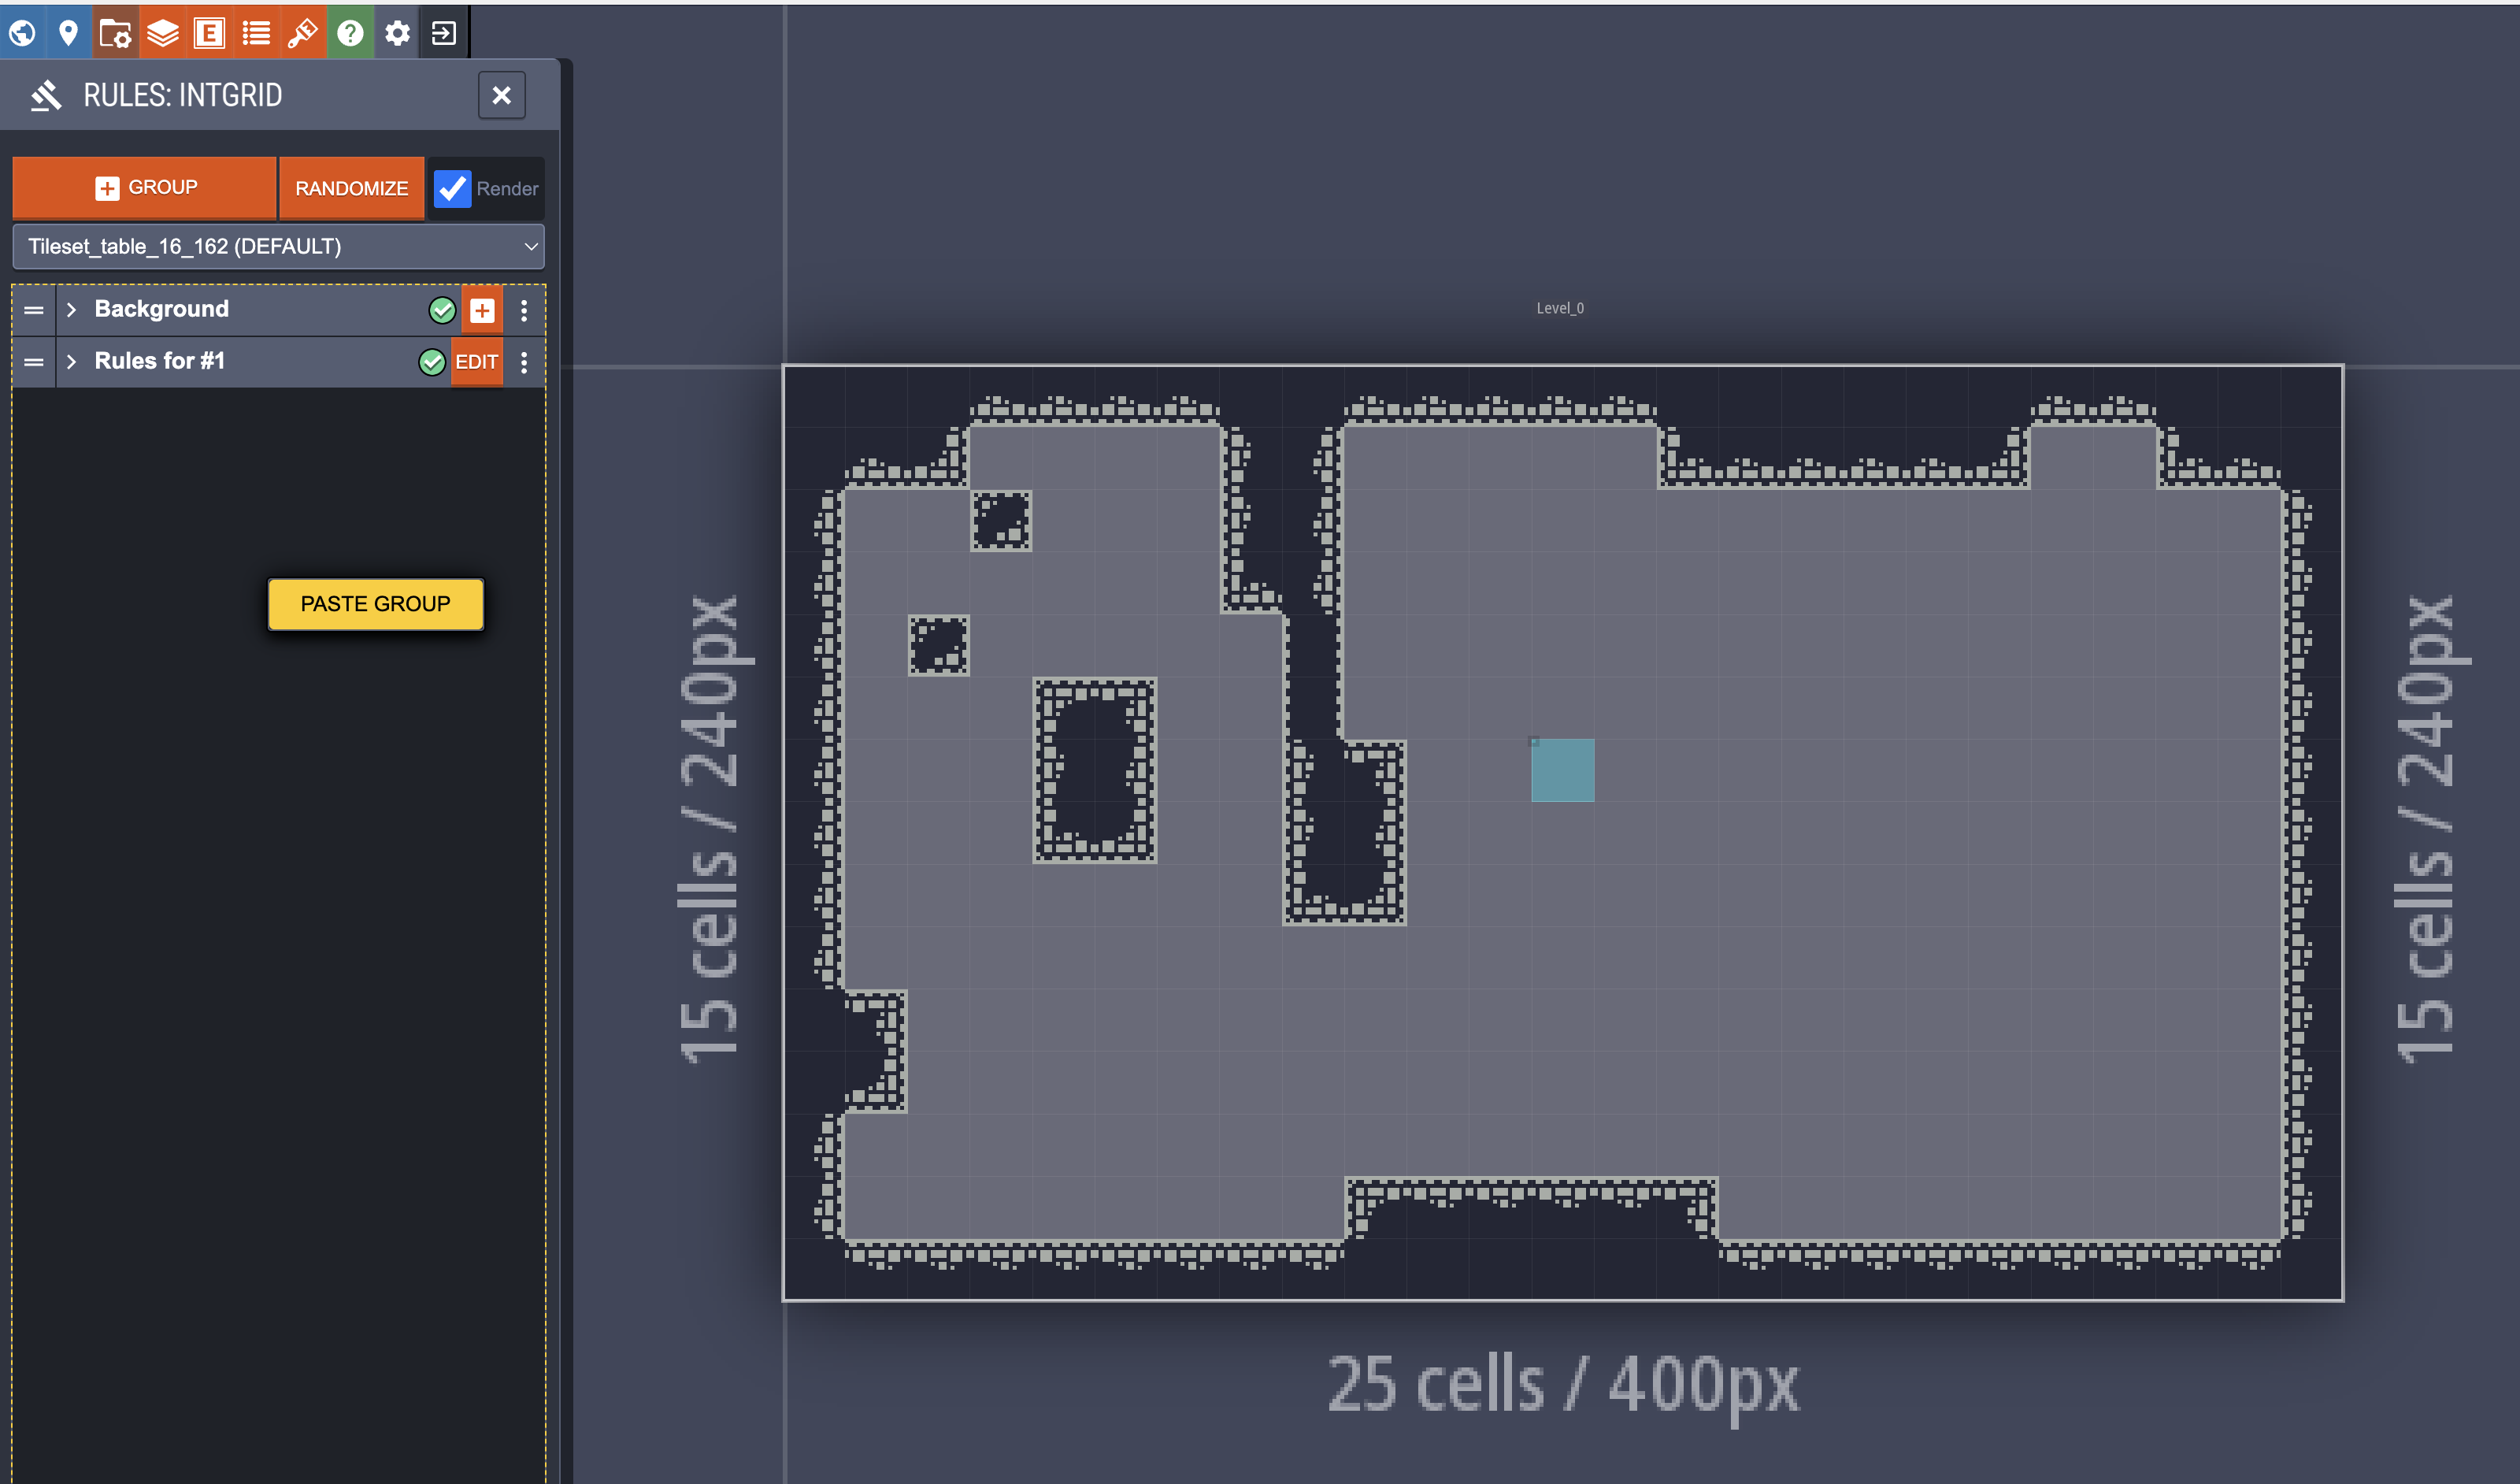 E
RULES: INTGRID
GROUP
RANDOMIZE
Render
Tileset_table_16_162 (DEFAULT)
Background
Rules for #1
EDIT
PASTE GROUP
Level_0
15 cells / 240px
15 cells / 240px
25 cells / 400px